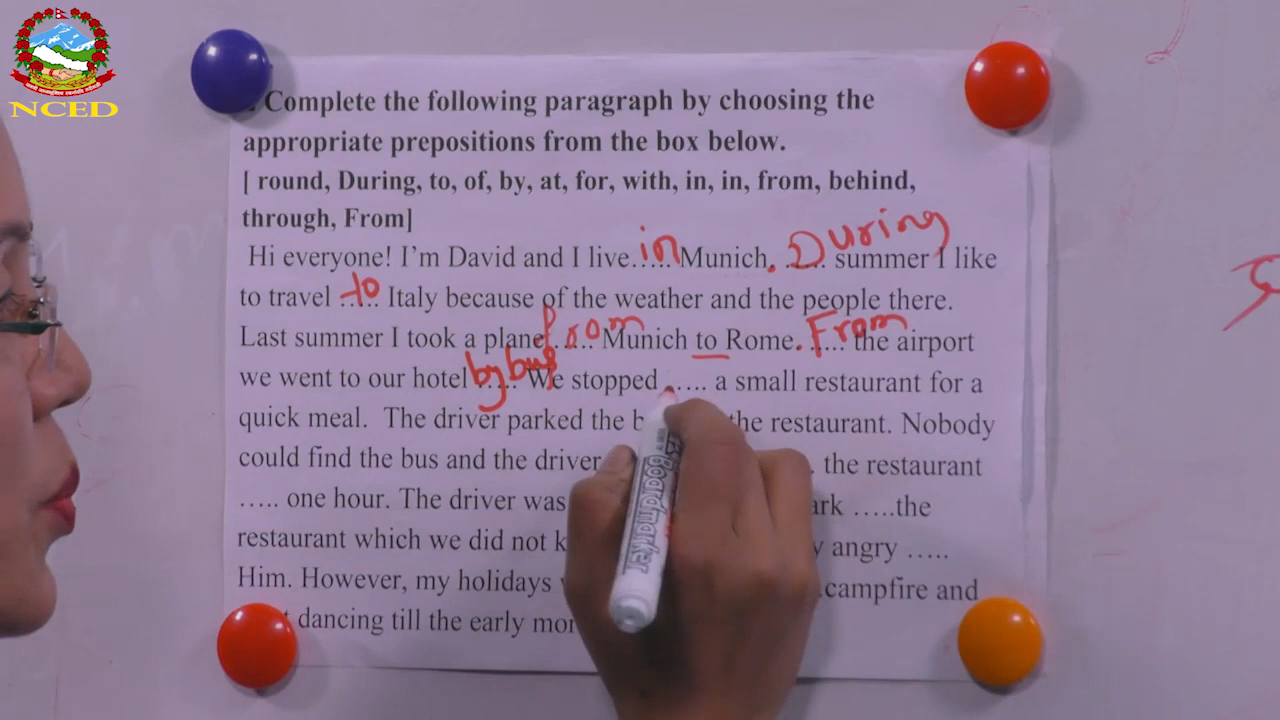 NCED
Complete the following paragraph by choosing the
appropriate prepositions from the box below.
[ round, During, to, of, by, at, for, with, in, in, from, behind,
through, From]
Hi everyone! I'm David and I live..... in Munich. ..... During summer I like
to travel ..... to Italy because of the weather and the people there.
Last summer I took a plane ..... from Munich to Rome. ..... From the airport
we went to our hotel ..... by bus We stopped ..... a small restaurant for a
quick meal. The driver parked the the restaurant. Nobody
could find the bus and the driver the restaurant
..... one hour. The driver was .....the
restaurant which we did not angry .....
Him. However, my holidays campfire and
dancing till the early
Boardmarker